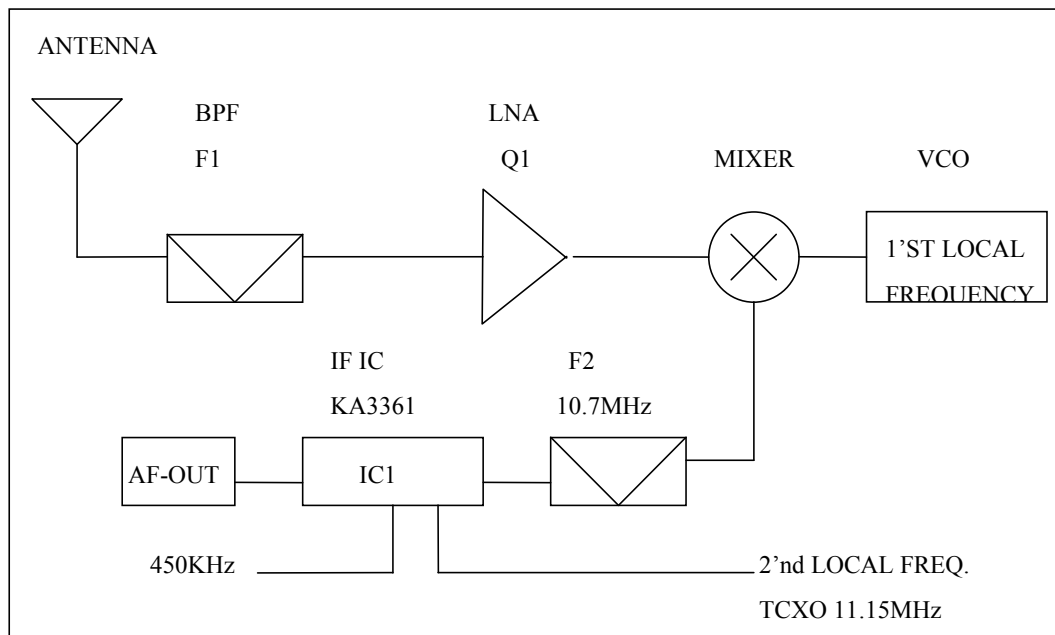 ANTENNA
BPF
F1
LNA
Q1
MIXER
VCO
1’ST LOCAL
FREQUENCY
IF IC
KA3361
F2
10.7MHz
AF-OUT
IC1
450KHz
2’nd LOCAL FREQ.
TCXO 11.15MHz